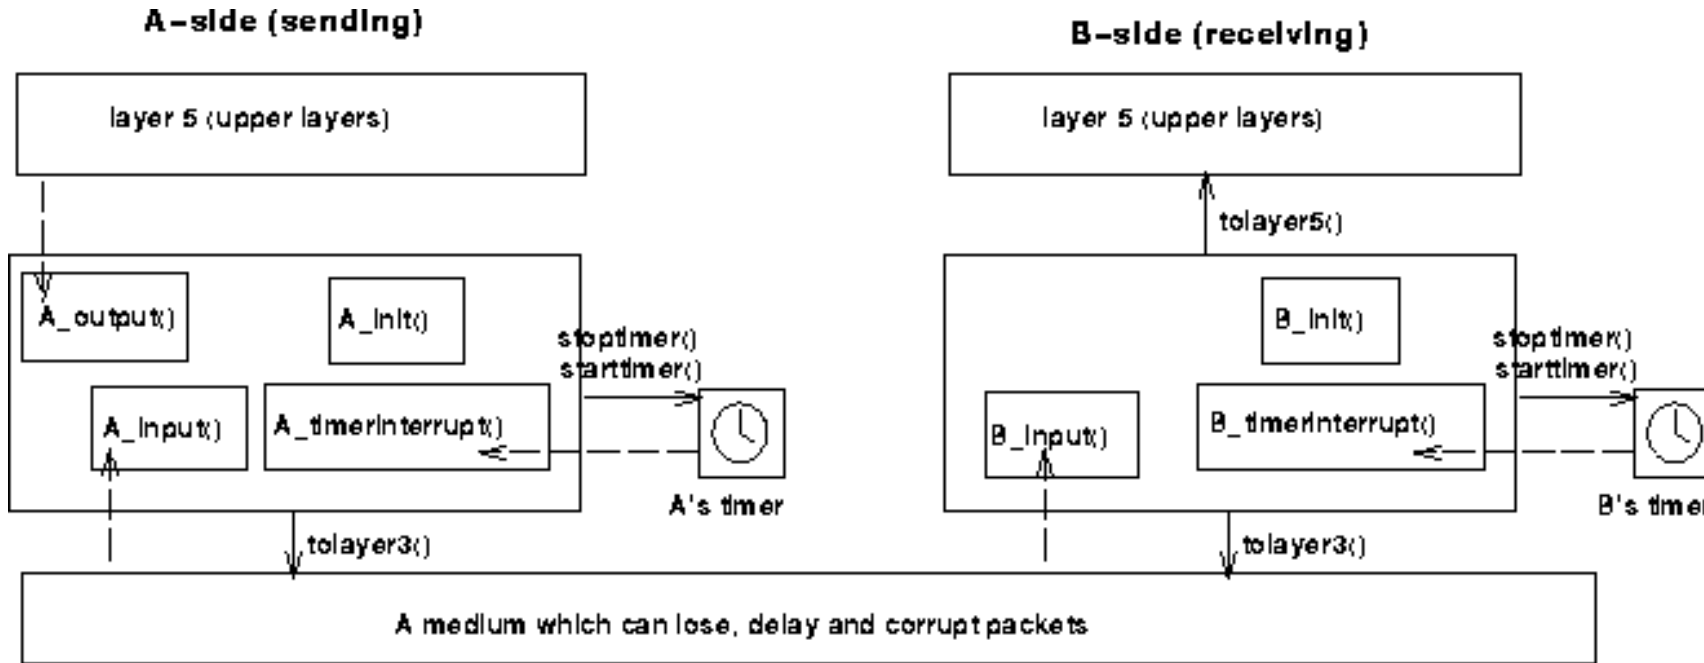 A-side (sending)
B-side (receiving)
layer 5 (upper layers)
layer 5 (upper layers)
tolayer5()
A_output()
A_init()
B_init()
stoptimer()
starttimer()
stoptimer()
starttimer()
A_input()
A_timerinterrupt()
B_input()
B_timerinterrupt()
A's timer
B's timer
tolayer3()
tolayer3()
A medium which can lose, delay and corrupt packets